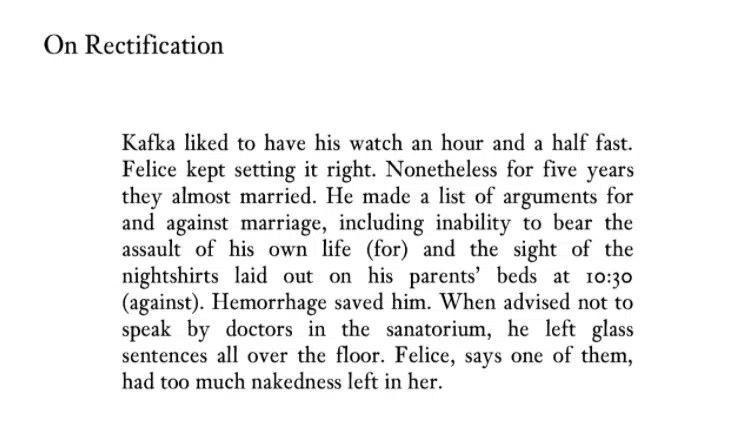 On Rectification
Kafka liked to have his watch an hour and a half fast.
Felice kept setting it right. Nonetheless for five years
they almost married. He made a list of arguments for
and against marriage, including inability to bear the
assault of his own life (for) and the sight of the
nightshirts laid out on his parents’ beds at 10:30
(against). Hemorrhage saved him. When advised not to
speak by doctors in the sanatorium, he left glass
sentences all over the floor. Felice, says one of them,
had too much nakedness left in her.